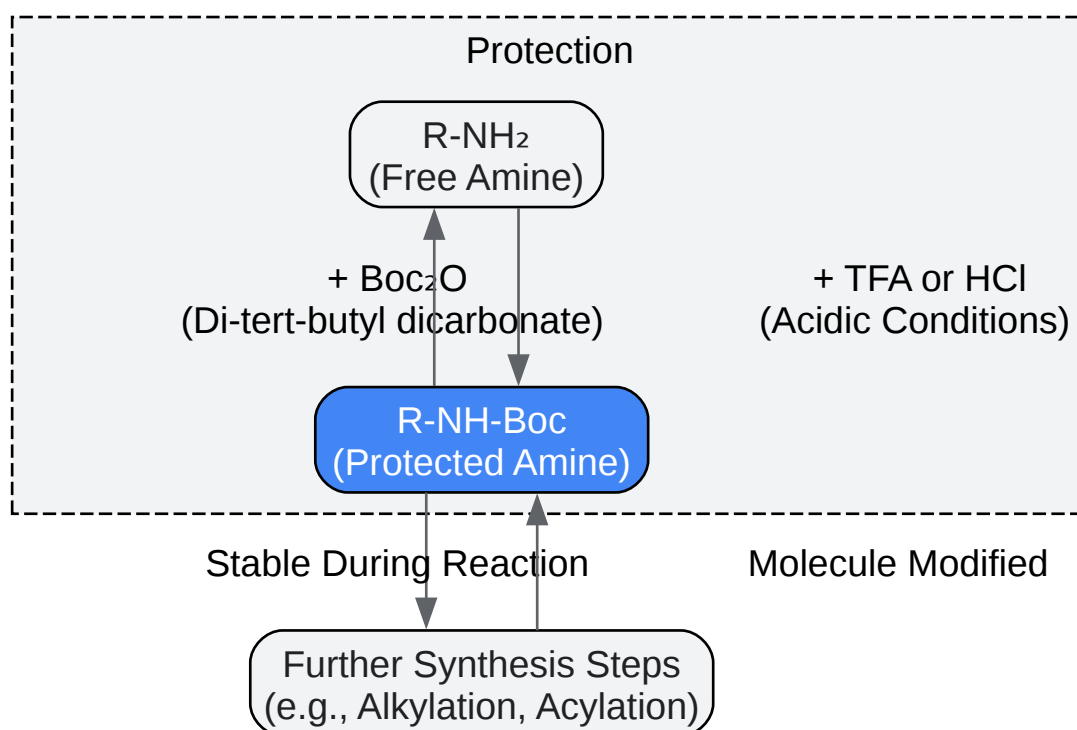 Protection
R-NH₂
(Free Amine)
+ Boc₂O
(Di-tert-butyl dicarbonate)
+ TFA or HCl
(Acidic Conditions)
R-NH-Boc
(Protected Amine)
Stable During Reaction
Molecule Modified
Further Synthesis Steps
(e.g., Alkylation, Acylation)